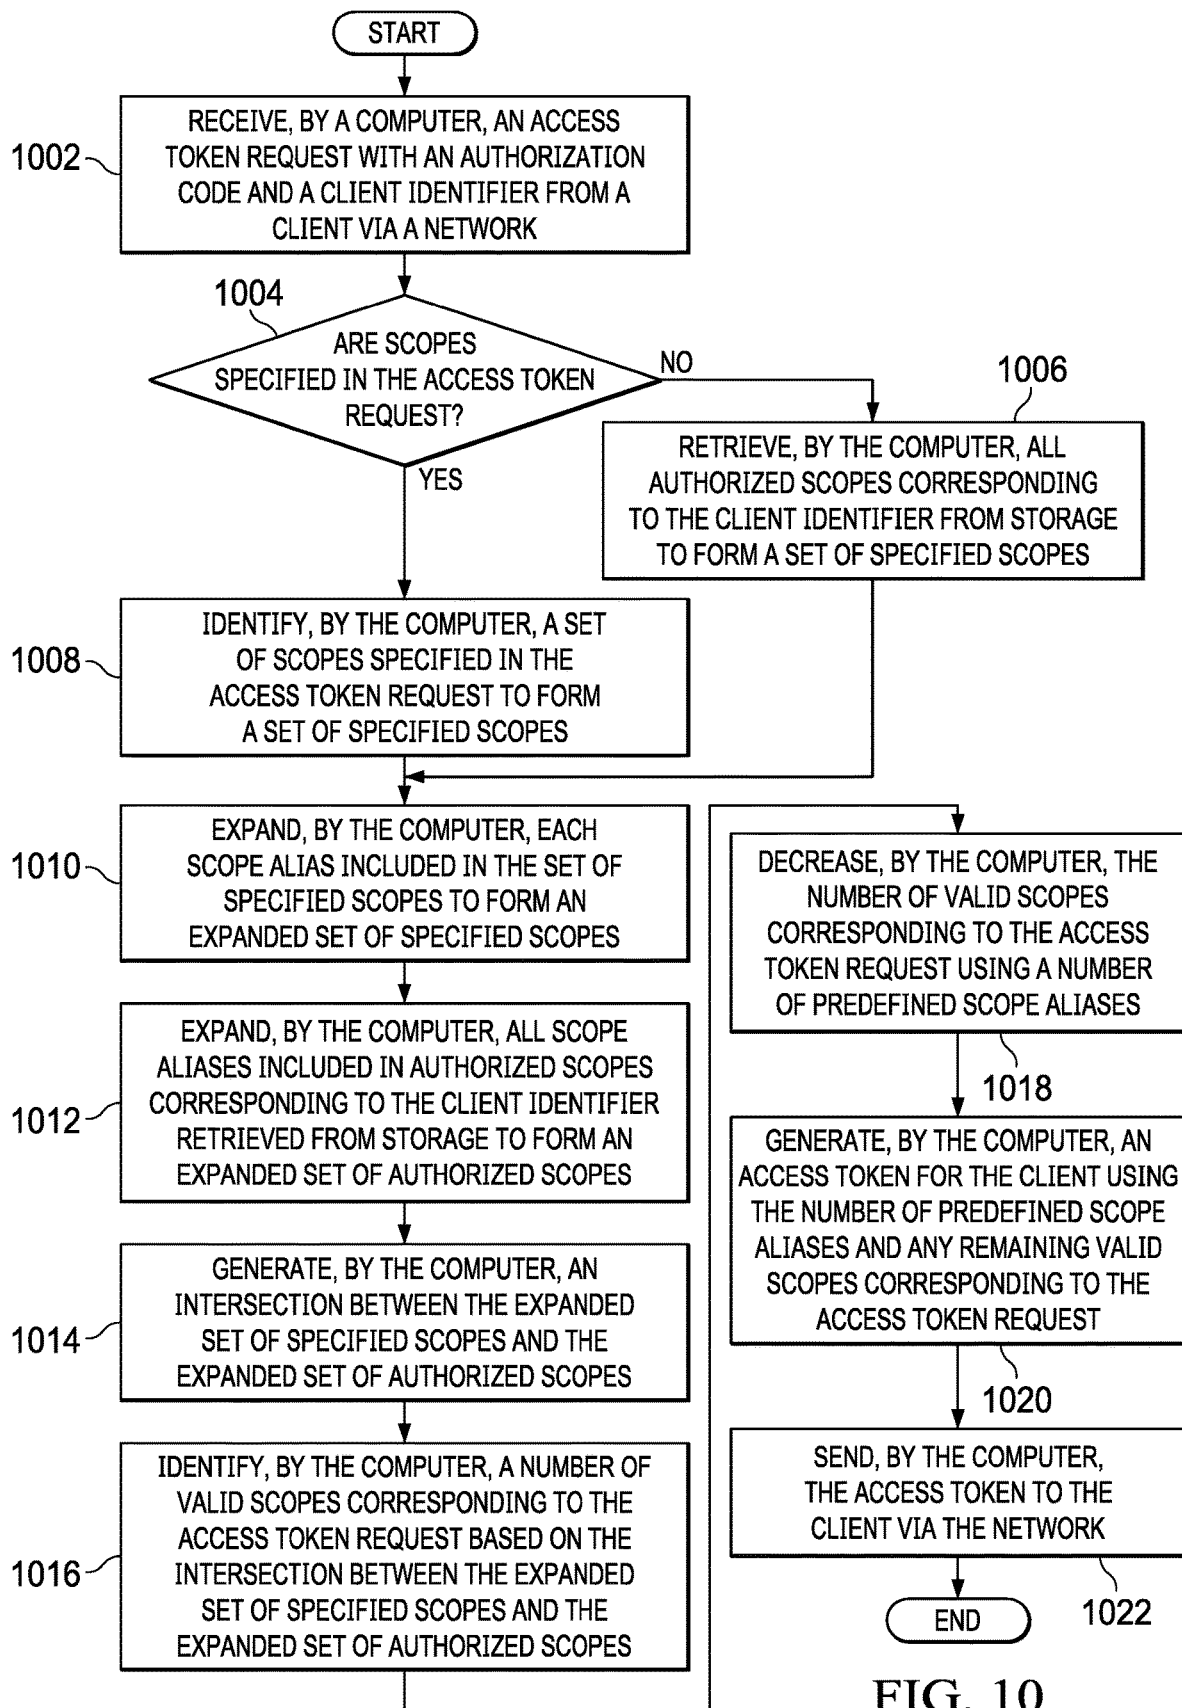 START
RECEIVE, BY A COMPUTER, AN ACCESS
TOKEN REQUEST WITH AN AUTHORIZATION
CODE AND A CLIENT IDENTIFIER FROM A
CLIENT VIA A NETWORK
1002
1004
ARE SCOPES
SPECIFIED IN THE ACCESS TOKEN
REQUEST?
NO
YES
1006
RETRIEVE, BY THE COMPUTER, ALL
AUTHORIZED SCOPES CORRESPONDING
TO THE CLIENT IDENTIFIER FROM STORAGE
TO FORM A SET OF SPECIFIED SCOPES
1008
IDENTIFY, BY THE COMPUTER, A SET
OF SCOPES SPECIFIED IN THE
ACCESS TOKEN REQUEST TO FORM
A SET OF SPECIFIED SCOPES
1010
EXPAND, BY THE COMPUTER, EACH
SCOPE ALIAS INCLUDED IN THE SET OF
SPECIFIED SCOPES TO FORM AN
EXPANDED SET OF SPECIFIED SCOPES
1012
EXPAND, BY THE COMPUTER, ALL SCOPE
ALIASES INCLUDED IN AUTHORIZED SCOPES
CORRESPONDING TO THE CLIENT IDENTIFIER
RETRIEVED FROM STORAGE TO FORM AN
EXPANDED SET OF AUTHORIZED SCOPES
1014
GENERATE, BY THE COMPUTER, AN
INTERSECTION BETWEEN THE EXPANDED
SET OF SPECIFIED SCOPES AND THE
EXPANDED SET OF AUTHORIZED SCOPES
1016
IDENTIFY, BY THE COMPUTER, A NUMBER OF
VALID SCOPES CORRESPONDING TO THE
ACCESS TOKEN REQUEST BASED ON THE
INTERSECTION BETWEEN THE EXPANDED
SET OF SPECIFIED SCOPES AND THE
EXPANDED SET OF AUTHORIZED SCOPES
DECREASE, BY THE COMPUTER, THE
NUMBER OF VALID SCOPES
CORRESPONDING TO THE ACCESS
TOKEN REQUEST USING A NUMBER
OF PREDEFINED SCOPE ALIASES
1018
GENERATE, BY THE COMPUTER, AN
ACCESS TOKEN FOR THE CLIENT USING
THE NUMBER OF PREDEFINED SCOPE
ALIASES AND ANY REMAINING VALID
SCOPES CORRESPONDING TO THE
ACCESS TOKEN REQUEST
1020
SEND, BY THE COMPUTER,
THE ACCESS TOKEN TO THE
CLIENT VIA THE NETWORK
1022
END
FIG. 10